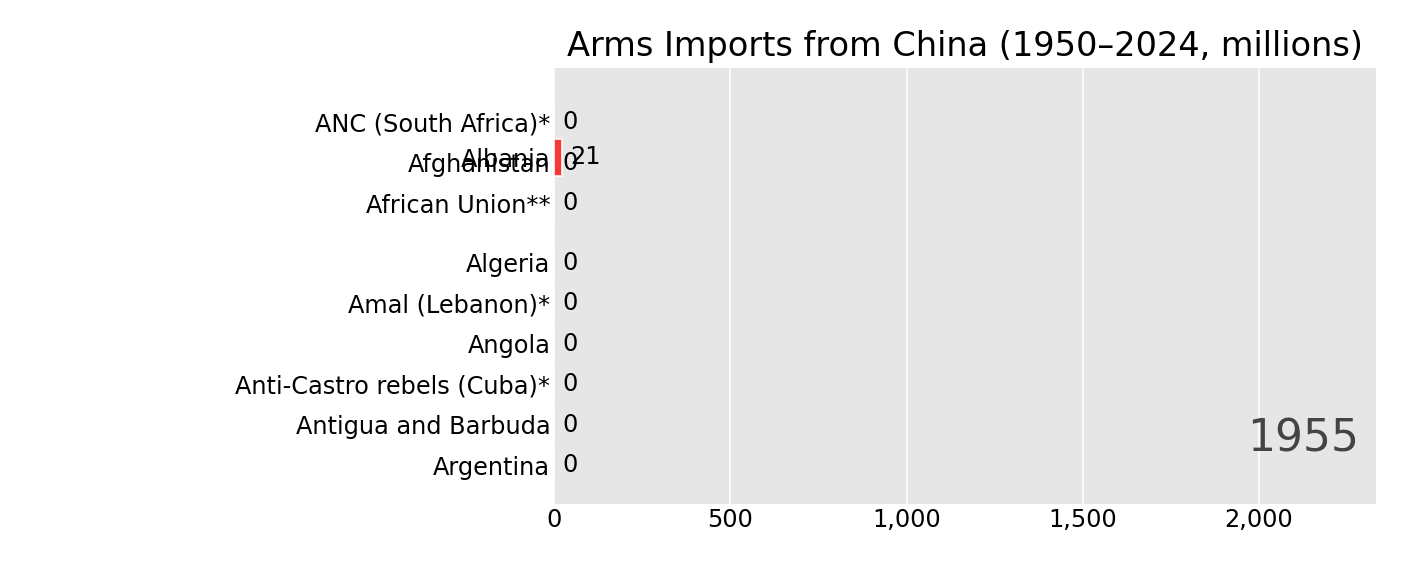 Arms Imports from China (1950–2024, millions)
ANC (South Africa)* 0
Albania 21
Afghanistan 0
African Union** 0
Algeria 0
Amal (Lebanon)* 0
Angola 0
Anti-Castro rebels (Cuba)* 0
Antigua and Barbuda 0
1955
Argentina 0
0 500 1,000 1,500 2,000